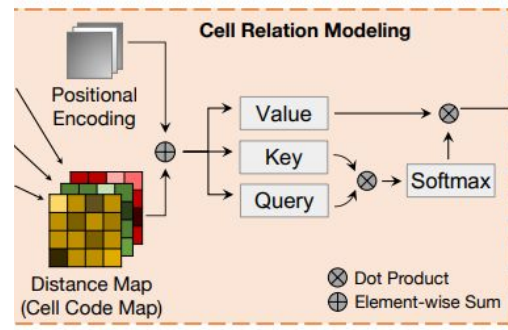 Cell Relation Modeling
Positional
Encoding
Value
Key
Query
Softmax
Distance Map
(Cell Code Map)
Dot Product
Element-wise Sum